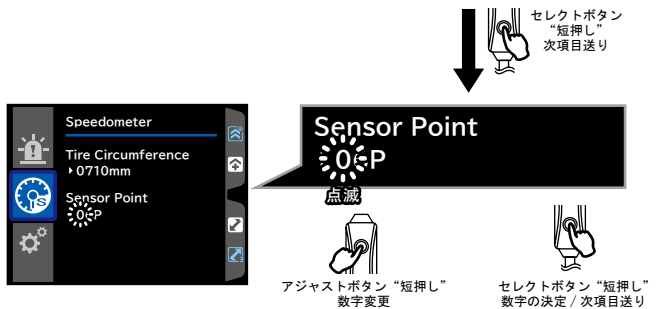 セレクトボタン
“短押し”
次項目送り
Speedometer
Tire Circumference
0710mm
Sensor Point
06P
Sensor Point
06P
点滅
アジャストボタン“短押し”
数字変更
セレクトボタン“短押し”
数字の決定 / 次項目送り